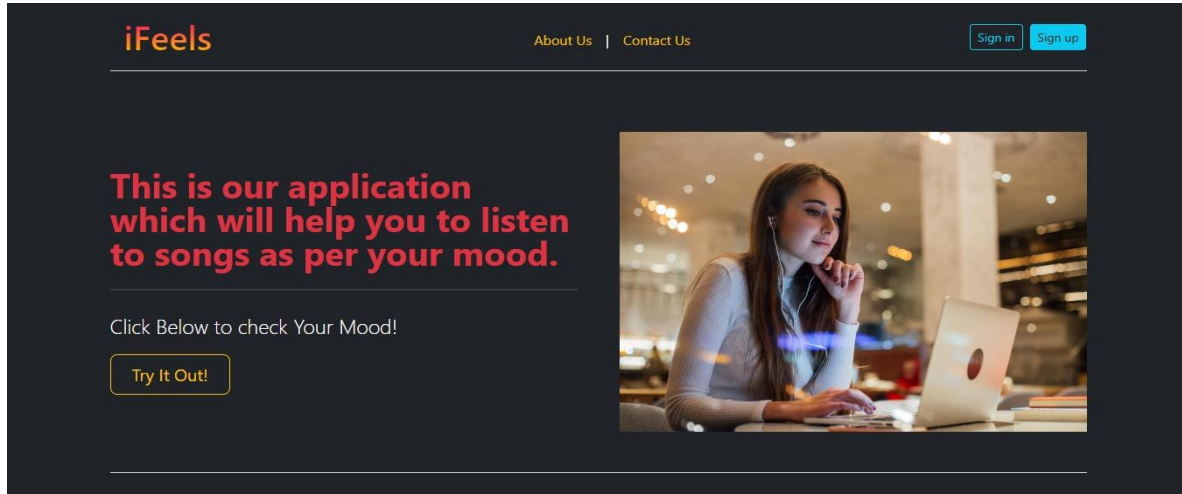 iFeels
About Us | Contact Us
Sign in
Sign up
This is our application
which will help you to listen
to songs as per your mood.
Click Below to check Your Mood!
Try It Out!